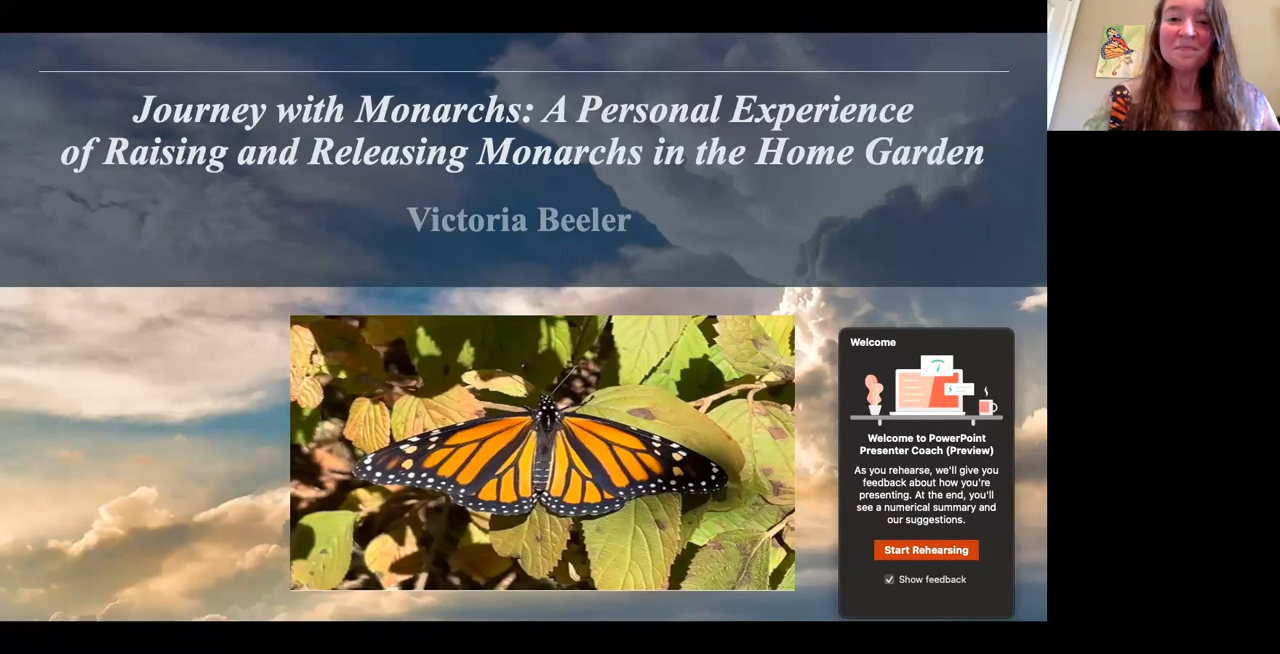 Journey with Monarchs: A Personal Experience
of Raising and Releasing Monarchs in the Home Garden
Victoria Beeler
Welcome
Welcome to PowerPoint
Presenter Coach (Preview)
As you rehearse, we'll give you
feedback about how you're
presenting. At the end, you'll
see a numerical summary and
our suggestions.
Start Rehearsing
Show feedback